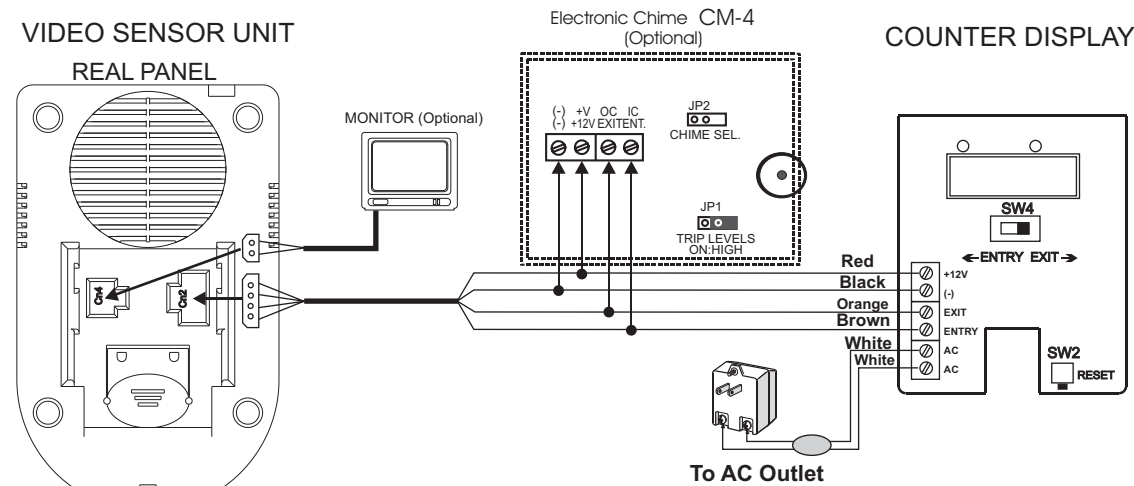 VIDEO SENSOR UNIT
REAL PANEL
MONITOR (Optional)
Cn4
Cn2
Electronic Chime CM-4
(Optional)
(-) +V OC IC
(-) +12V EXIT ENT.
JP2
CHIME SEL.
JP1
TRIP LEVELS
ON:HIGH
COUNTER DISPLAY
SW4
ENTRY EXIT
Red
Black
Orange
Brown
White
White
+12V
(-)
EXIT
ENTRY
AC
AC
SW2
RESET
To AC Outlet